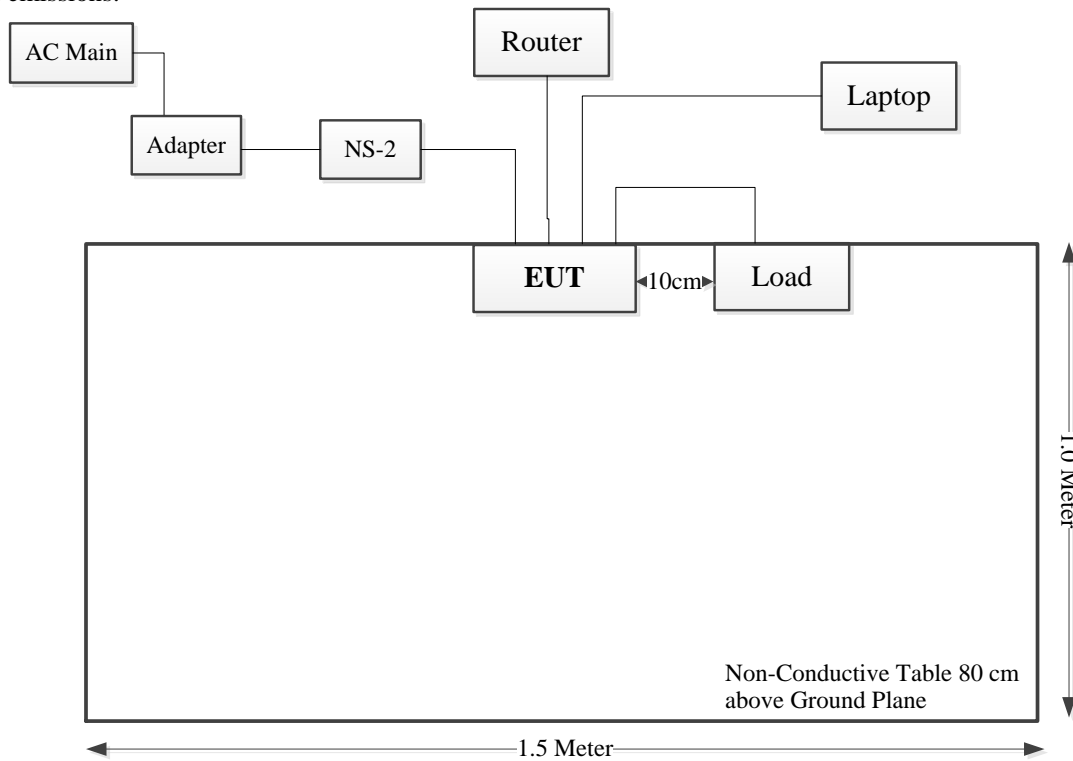 AC Main
Router
Laptop
Adapter
NS-2
EUT
10cm
Load
1.0 Meter
Non-Conductive Table 80 cm
above Ground Plane
1.5 Meter